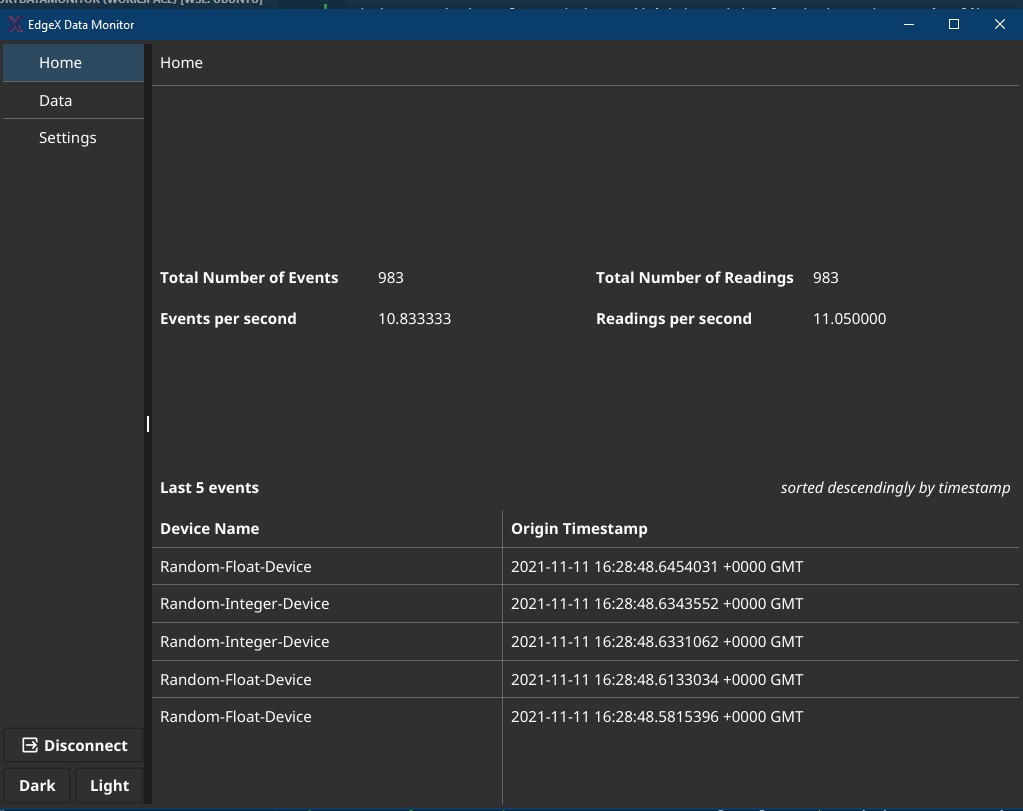 EdgeX Data Monitor
Home
Data
Settings
Home
Total Number of Events 983 Total Number of Readings 983
Events per second 10.833333 Readings per second 11.050000
Last 5 events sorted descendingly by timestamp
Device Name Origin Timestamp
Random-Float-Device 2021-11-11 16:28:48.6454031 +0000 GMT
Random-Integer-Device 2021-11-11 16:28:48.6343552 +0000 GMT
Random-Integer-Device 2021-11-11 16:28:48.6331062 +0000 GMT
Random-Float-Device 2021-11-11 16:28:48.6133034 +0000 GMT
Random-Float-Device 2021-11-11 16:28:48.5815396 +0000 GMT
Disconnect
Dark Light